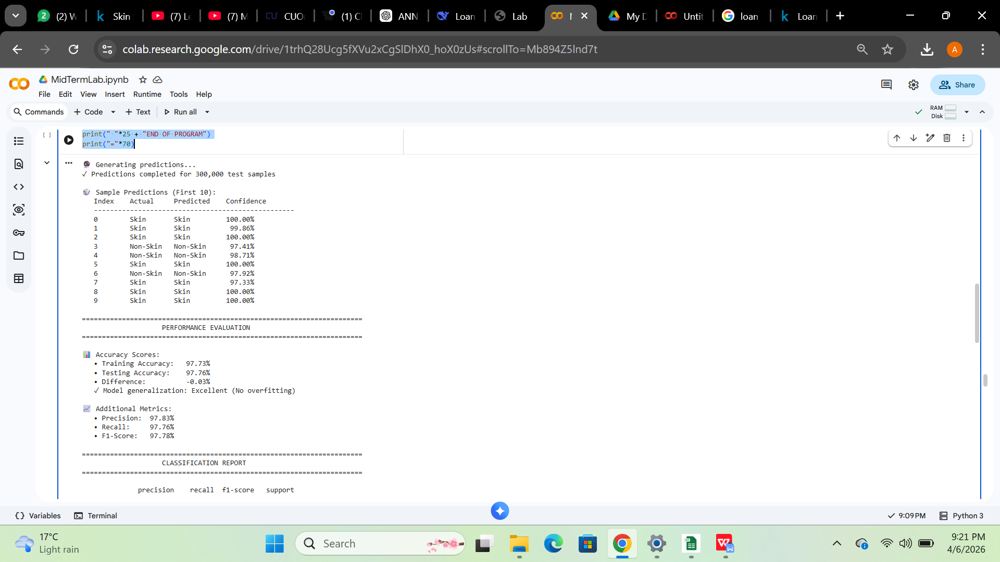 (2) W
Skin
(7) Le
(7) M
CUO
(1) C
ANN
Loan
Lab
My D
Untit
loan
Loan
colab.research.google.com/drive/1trhQ28Ucg5fXVu2xCgSlDhX0_hoX0zUs#scrollTo=Mb894Z5lnd7t
A
MidTermLab.ipynb
File Edit View Insert Runtime Tools Help
Share
Commands + Code + Text Run all
RAM
Disk
[ ]
print(" "*25 + "END OF PROGRAM")
print("="*70)
Generating predictions...
✓ Predictions completed for 300,000 test samples
Sample Predictions (First 10):
Index Actual Predicted Confidence
--------------------------------------------------
0 Skin Skin 100.00%
1 Skin Skin 99.86%
2 Skin Skin 100.00%
3 Non-Skin Non-Skin 97.41%
4 Non-Skin Non-Skin 98.71%
5 Skin Skin 100.00%
6 Non-Skin Non-Skin 97.92%
7 Skin Skin 97.33%
8 Skin Skin 100.00%
9 Skin Skin 100.00%
======================================================================
PERFORMANCE EVALUATION
======================================================================
Accuracy Scores:
• Training Accuracy: 97.73%
• Testing Accuracy: 97.76%
• Difference: -0.03%
✓ Model generalization: Excellent (No overfitting)
Additional Metrics:
• Precision: 97.83%
• Recall: 97.76%
• F1-Score: 97.78%
======================================================================
CLASSIFICATION REPORT
======================================================================
precision recall f1-score support
Variables Terminal
✓ 9:09 PM Python 3
17°C
Light rain
Search
9:21 PM
4/6/2026